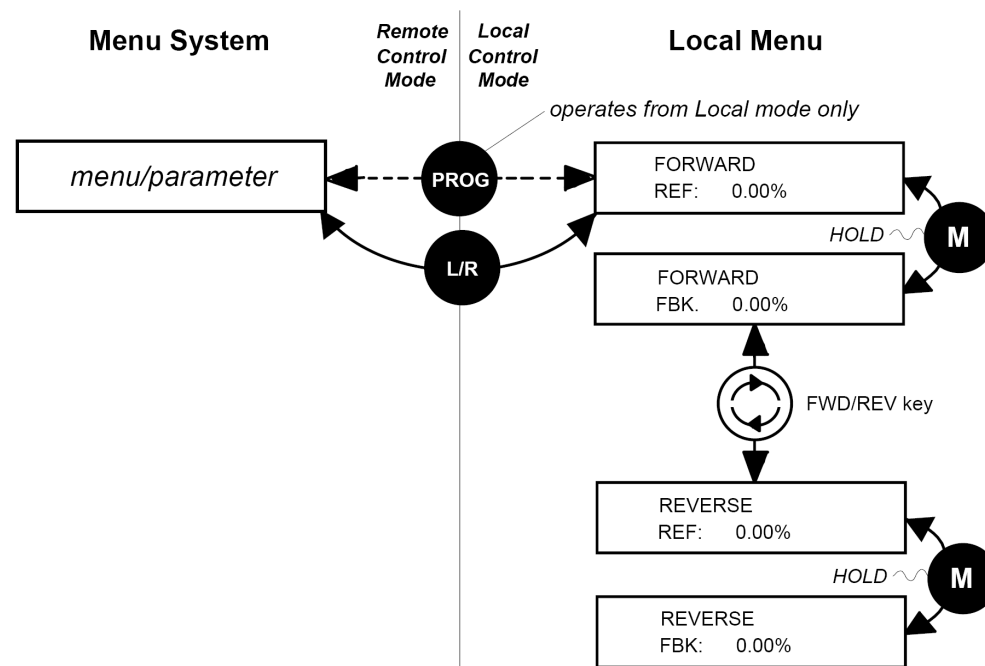 Menu System
Remote
Control
Mode
Local
Control
Mode
Local Menu
operates from Local mode only
menu/parameter
PROG
FORWARD
REF: 0.00%
L/R
HOLD
M
FORWARD
FBK. 0.00%
FWD/REV key
REVERSE
REF: 0.00%
HOLD
M
REVERSE
FBK: 0.00%